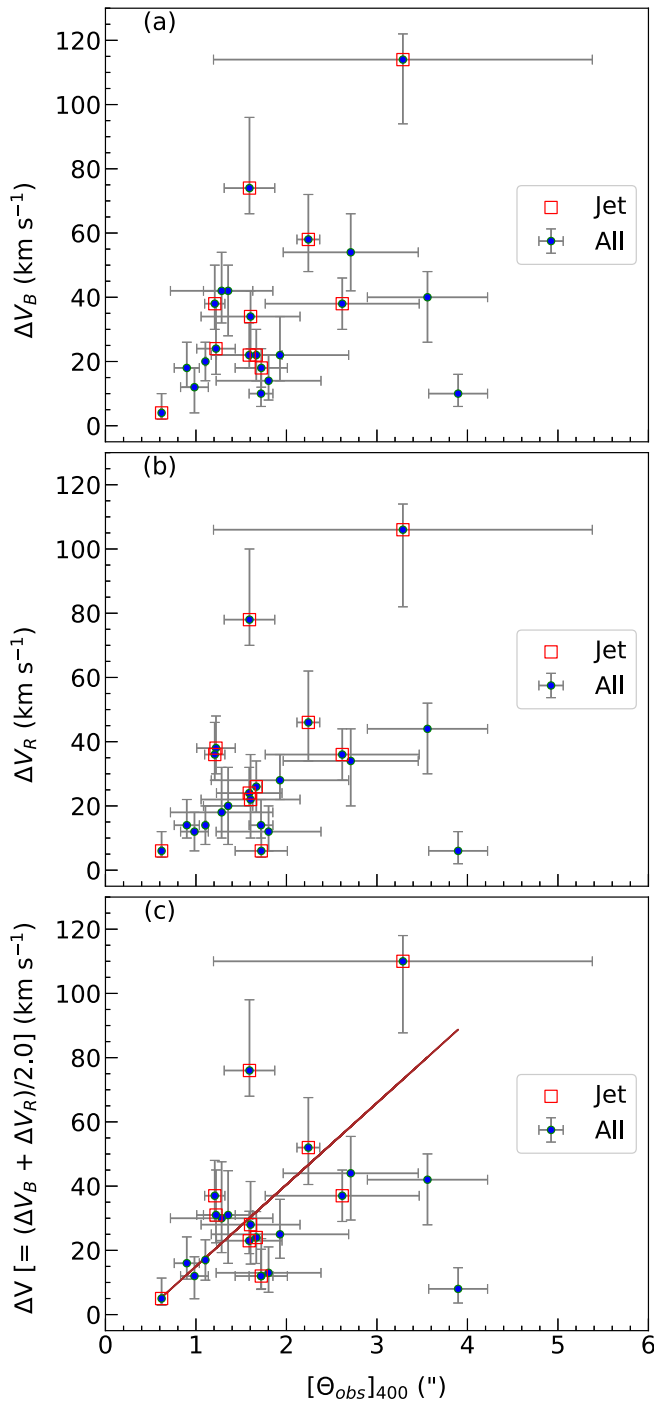 (a)
120
100
80
60
40
20
0
ΔV_B (km s⁻¹)
Jet
All
(b)
120
100
80
60
40
20
0
ΔV_R (km s⁻¹)
Jet
All
(c)
120
100
80
60
40
20
0
ΔV [= (ΔV_B + ΔV_R)/2.0] (km s⁻¹)
Jet
All
0 1 2 3 4 5 6
[Θ_obs]₄₀₀ (")